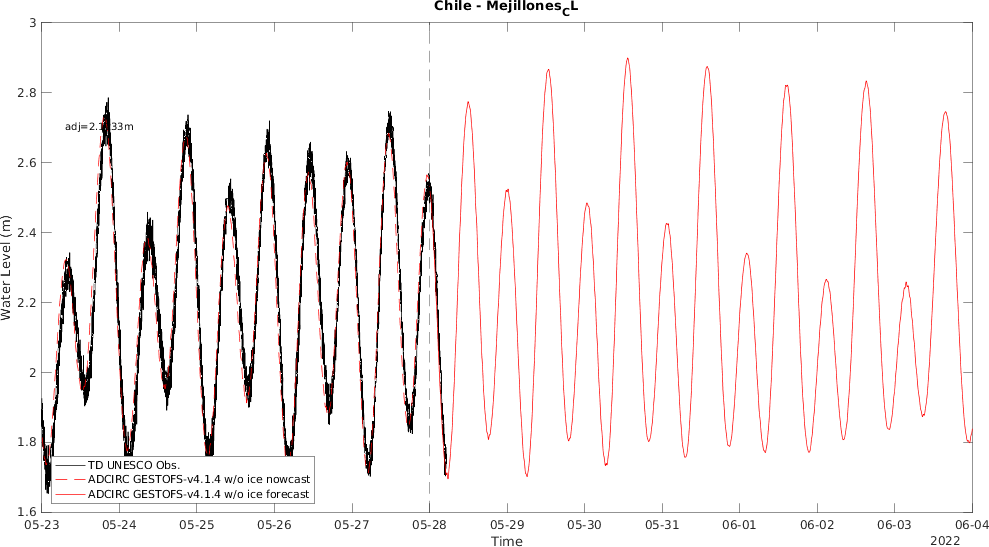 Chile - Mejillones_CL
3
2.8
2.6
2.4
2.2
2
1.8
1.6
Water Level (m)
TD UNESCO Obs.
ADCIRC GESTOFS-v4.1.4 w/o ice nowcast
ADCIRC GESTOFS-v4.1.4 w/o ice forecast
05-23 05-24 05-25 05-26 05-27 05-28 05-29 05-30 05-31 06-01 06-02 06-03 06-04
Time
2022